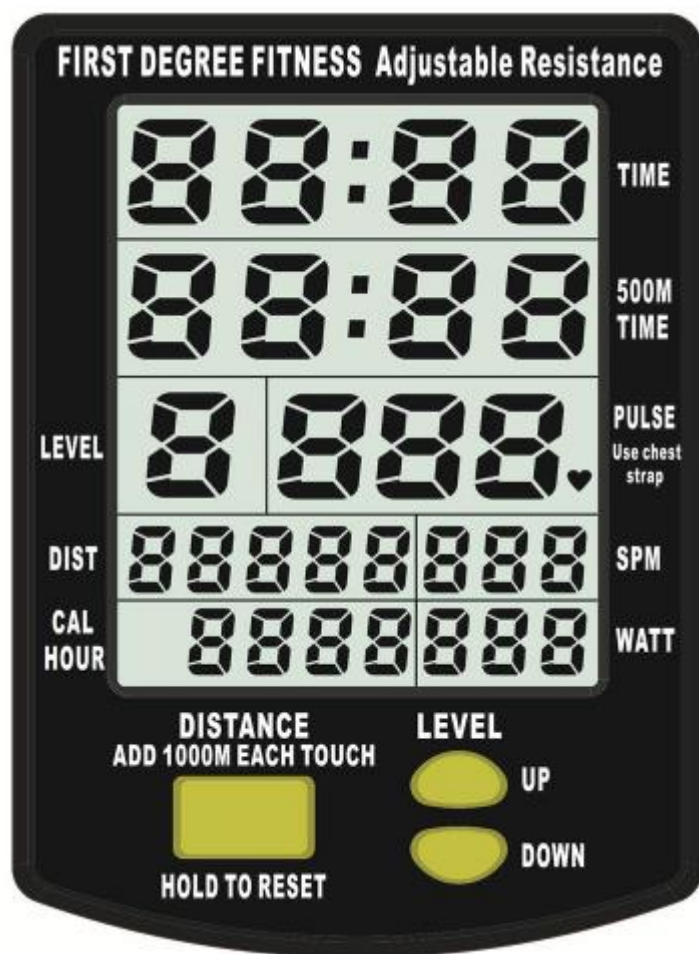 FIRST DEGREE FITNESS Adjustable Resistance
88:88
TIME
88:88
500M
TIME
LEVEL
8
888
PULSE
Use chest
strap
DIST
88888
888
SPM
CAL
HOUR
8888
888
WATT
DISTANCE
ADD 1000M EACH TOUCH
HOLD TO RESET
LEVEL
UP
DOWN